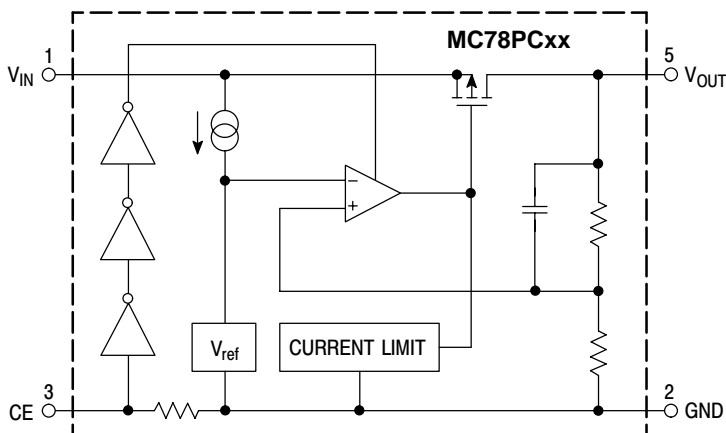 MC78PCxx
1
V_IN
5
V_OUT
−
+
V_ref
CURRENT LIMIT
3
CE
2
GND